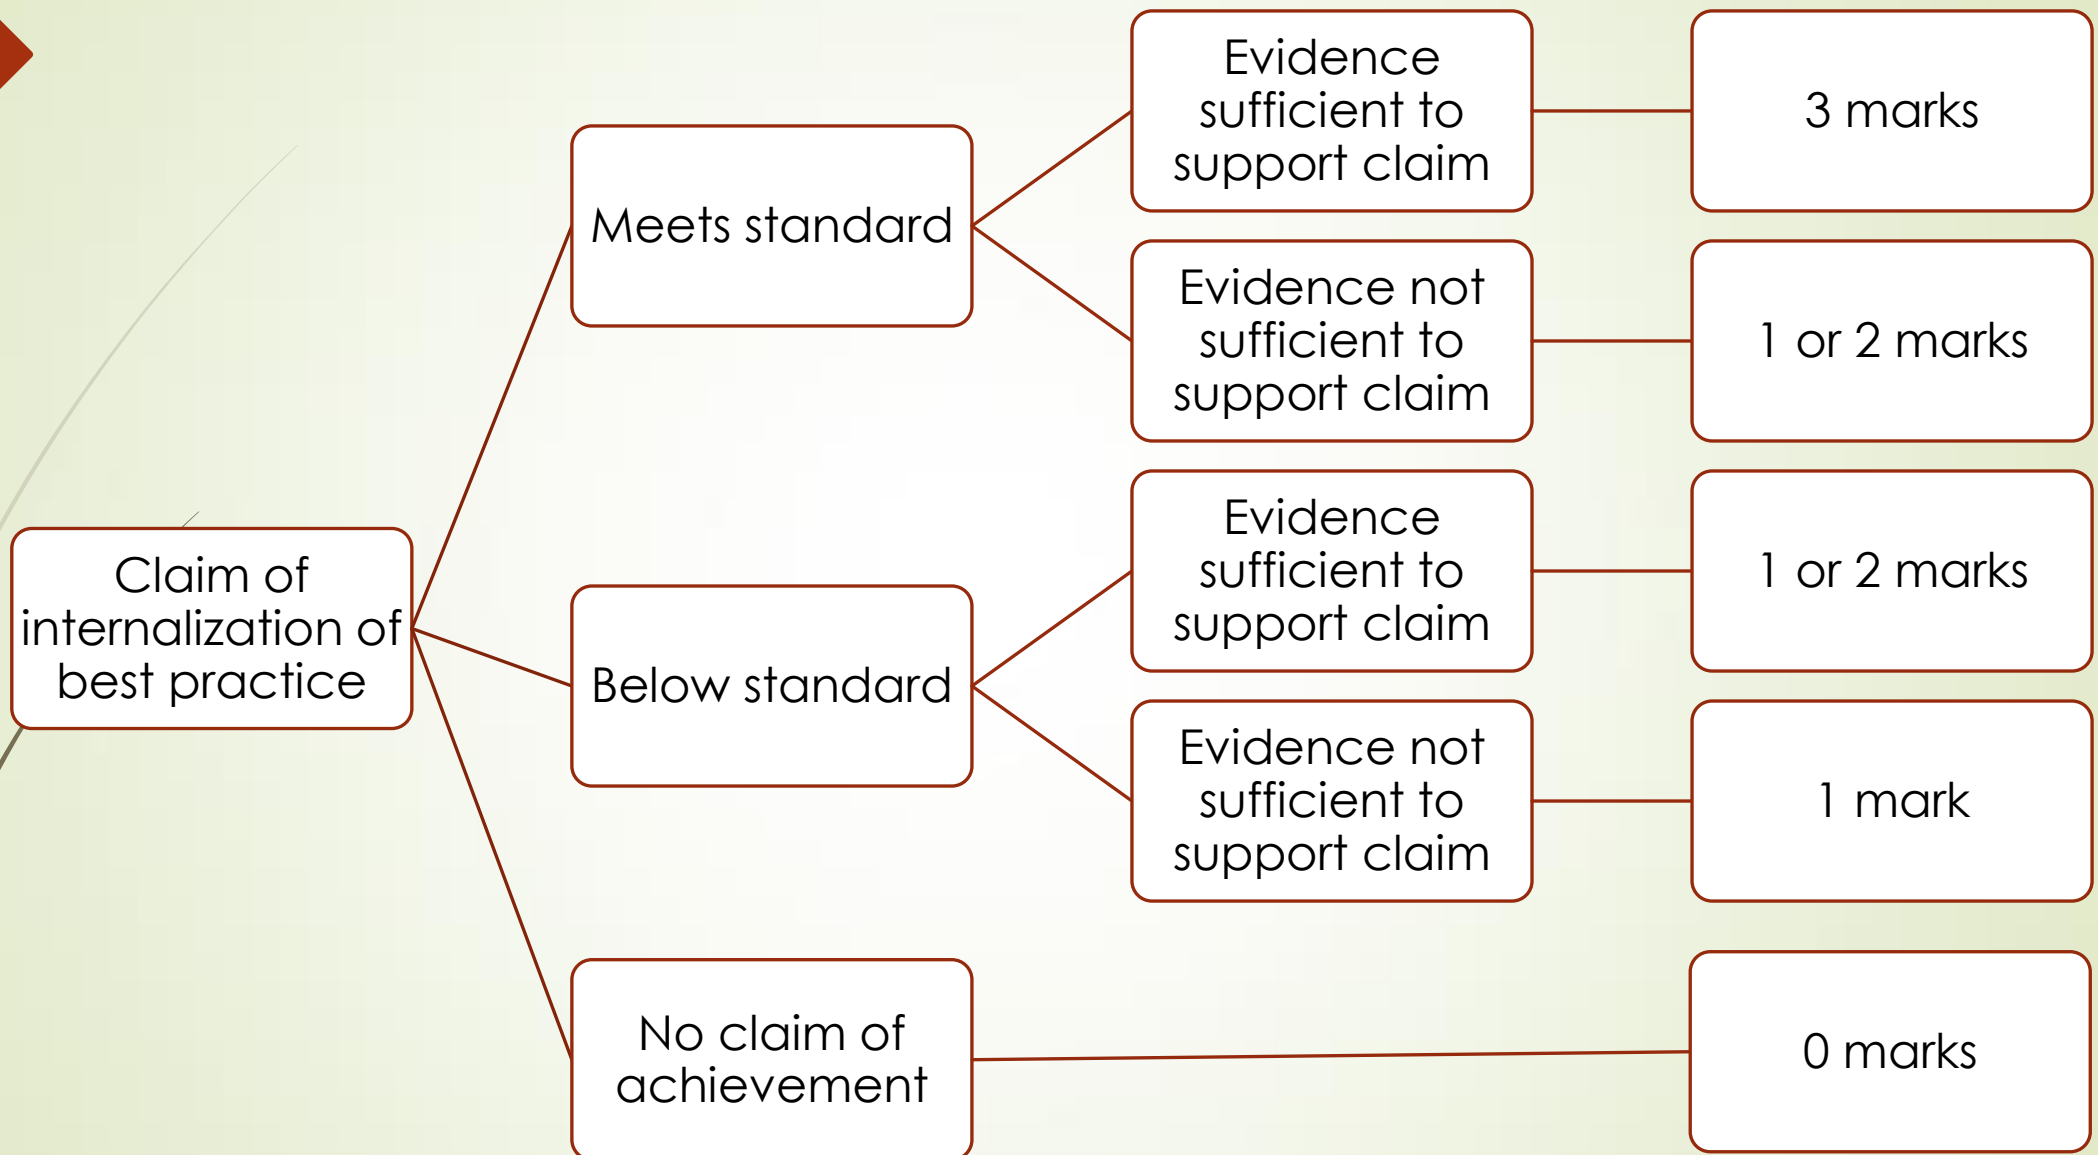 Claim of
internalization of
best practice
Meets standard
Evidence
sufficient to
support claim
3 marks
Evidence not
sufficient to
support claim
1 or 2 marks
Below standard
Evidence
sufficient to
support claim
1 or 2 marks
Evidence not
sufficient to
support claim
1 mark
No claim of
achievement
0 marks